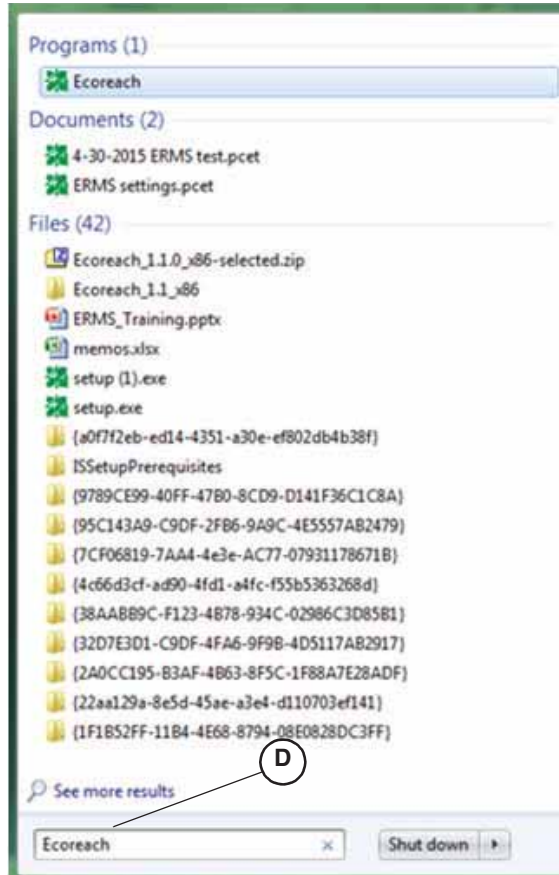 Programs (1)
Ecoreach
Documents (2)
4-30-2015 ERMS test.pcet
ERMS settings.pcet
Files (42)
Ecoreach_1.1.0_x86-selected.zip
Ecoreach_1.1_x86
ERMS_Training.pptx
memos.xlsx
setup (1).exe
setup.exe
{a0f7f2eb-ed14-4351-a30e-ef802db4b38f}
ISSetupPrerequisites
{9789CE99-40FF-47B0-8CD9-D141F36C1C8A}
{95C143A9-C9DF-2FB6-9A9C-4E5557AB2479}
{7CF06819-7AA4-4e3e-AC77-07931178671B}
{4c66d3cf-ad90-4fd1-a4fc-f55b5363268d}
{38AABB9C-F123-4B78-934C-02986C3D85B1}
{32D7E3D1-C9DF-4FA6-9F9B-4D5117AB2917}
{2A0CC195-B3AF-4B63-8F5C-1F88A7E28ADF}
{22aa129a-8e5d-45ae-a3e4-d110703ef141}
{1F1B52FF-11B4-4E68-8794-08E0828DC3FF}
D
See more results
Ecoreach
Shut down